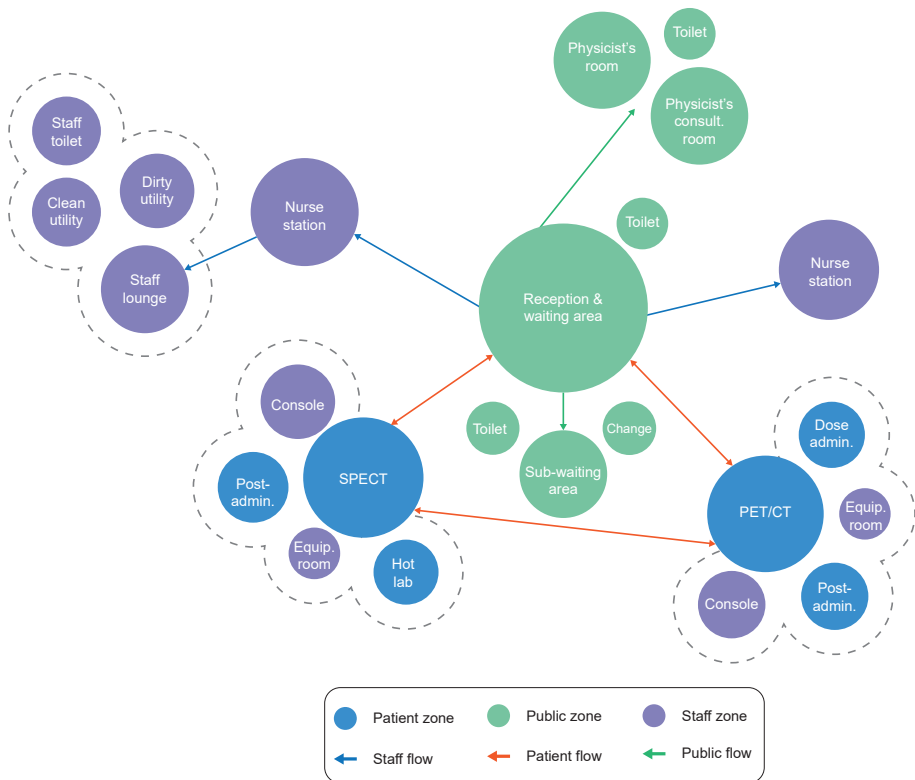 Physicist's
room
Toilet
Physicist's
consult.
room
Staff
toilet
Dirty
utility
Clean
utility
Nurse
station
Toilet
Staff
lounge
Reception &
waiting area
Nurse
station
Console
Toilet
Change
Dose
admin.
Post-
admin.
SPECT
Sub-waiting
area
PET/CT
Equip.
room
Equip.
room
Hot
lab
Console
Post-
admin.
Patient zone
Public zone
Staff zone
Staff flow
Patient flow
Public flow